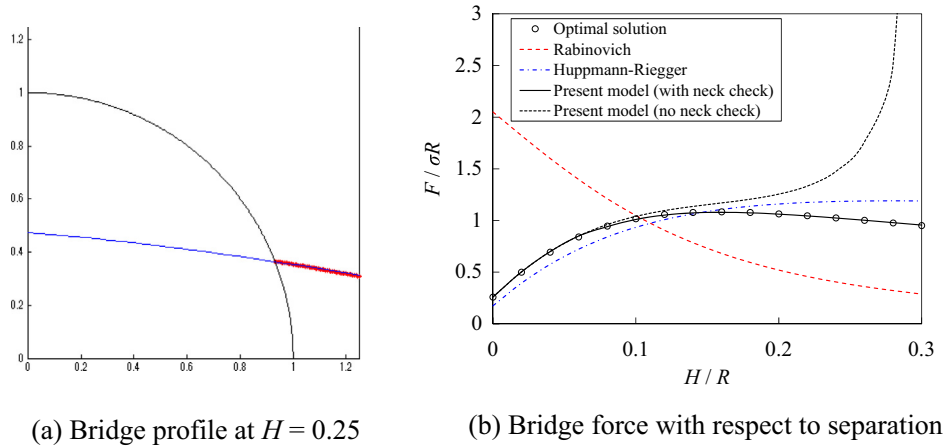 1.2
1
0.8
0.6
0.4
0.2
0
0 0.2 0.4 0.6 0.8 1 1.2
(a) Bridge profile at H = 0.25
3
2.5
2
1.5
1
0.5
0
F / σR
Optimal solution
Rabinovich
Huppmann-Riegger
Present model (with neck check)
Present model (no neck check)
0 0.1 0.2 0.3
H / R
(b) Bridge force with respect to separation